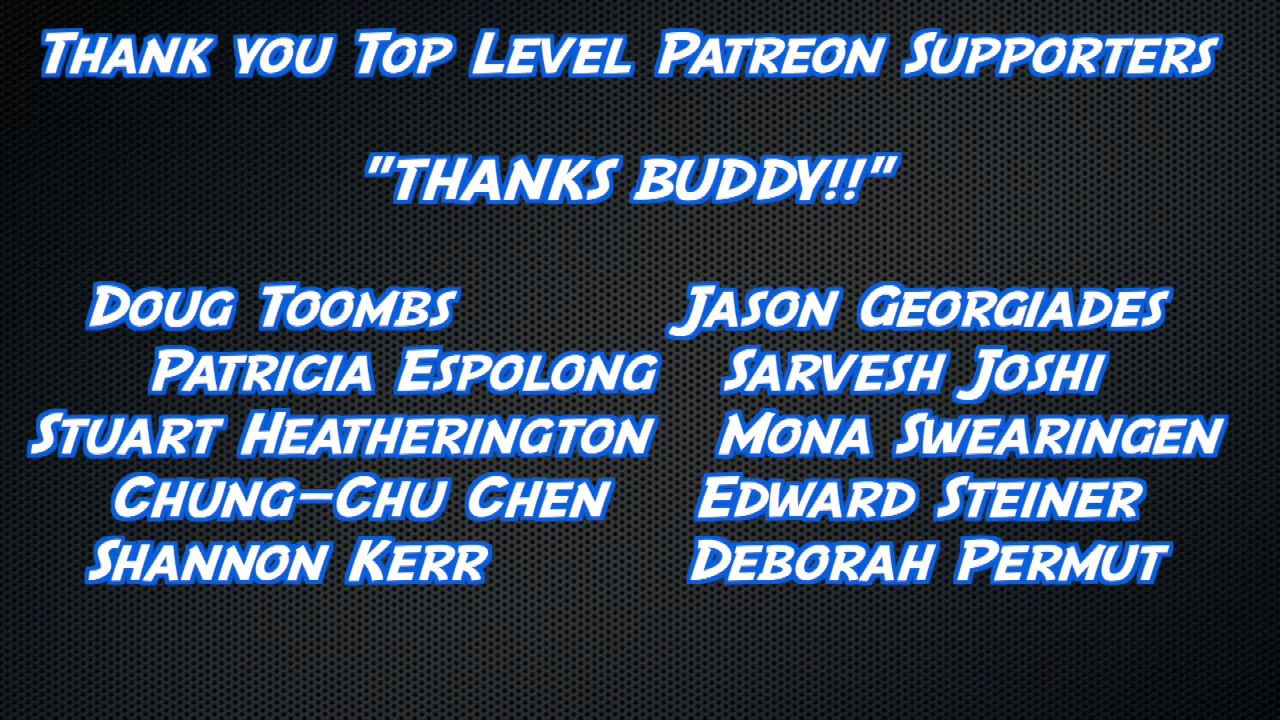 Thank you Top Level Patreon Supporters
"THANKS BUDDY!!"
Doug Toombs Jason Georgiades
Patricia Espolong Sarvesh Joshi
Stuart Heatherington Mona Swearingen
Chung-Chu Chen Edward Steiner
Shannon Kerr Deborah Permut